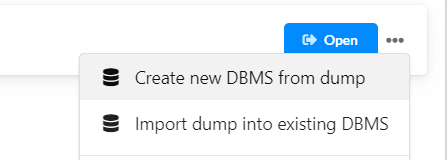 Open
Create new DBMS from dump
Import dump into existing DBMS